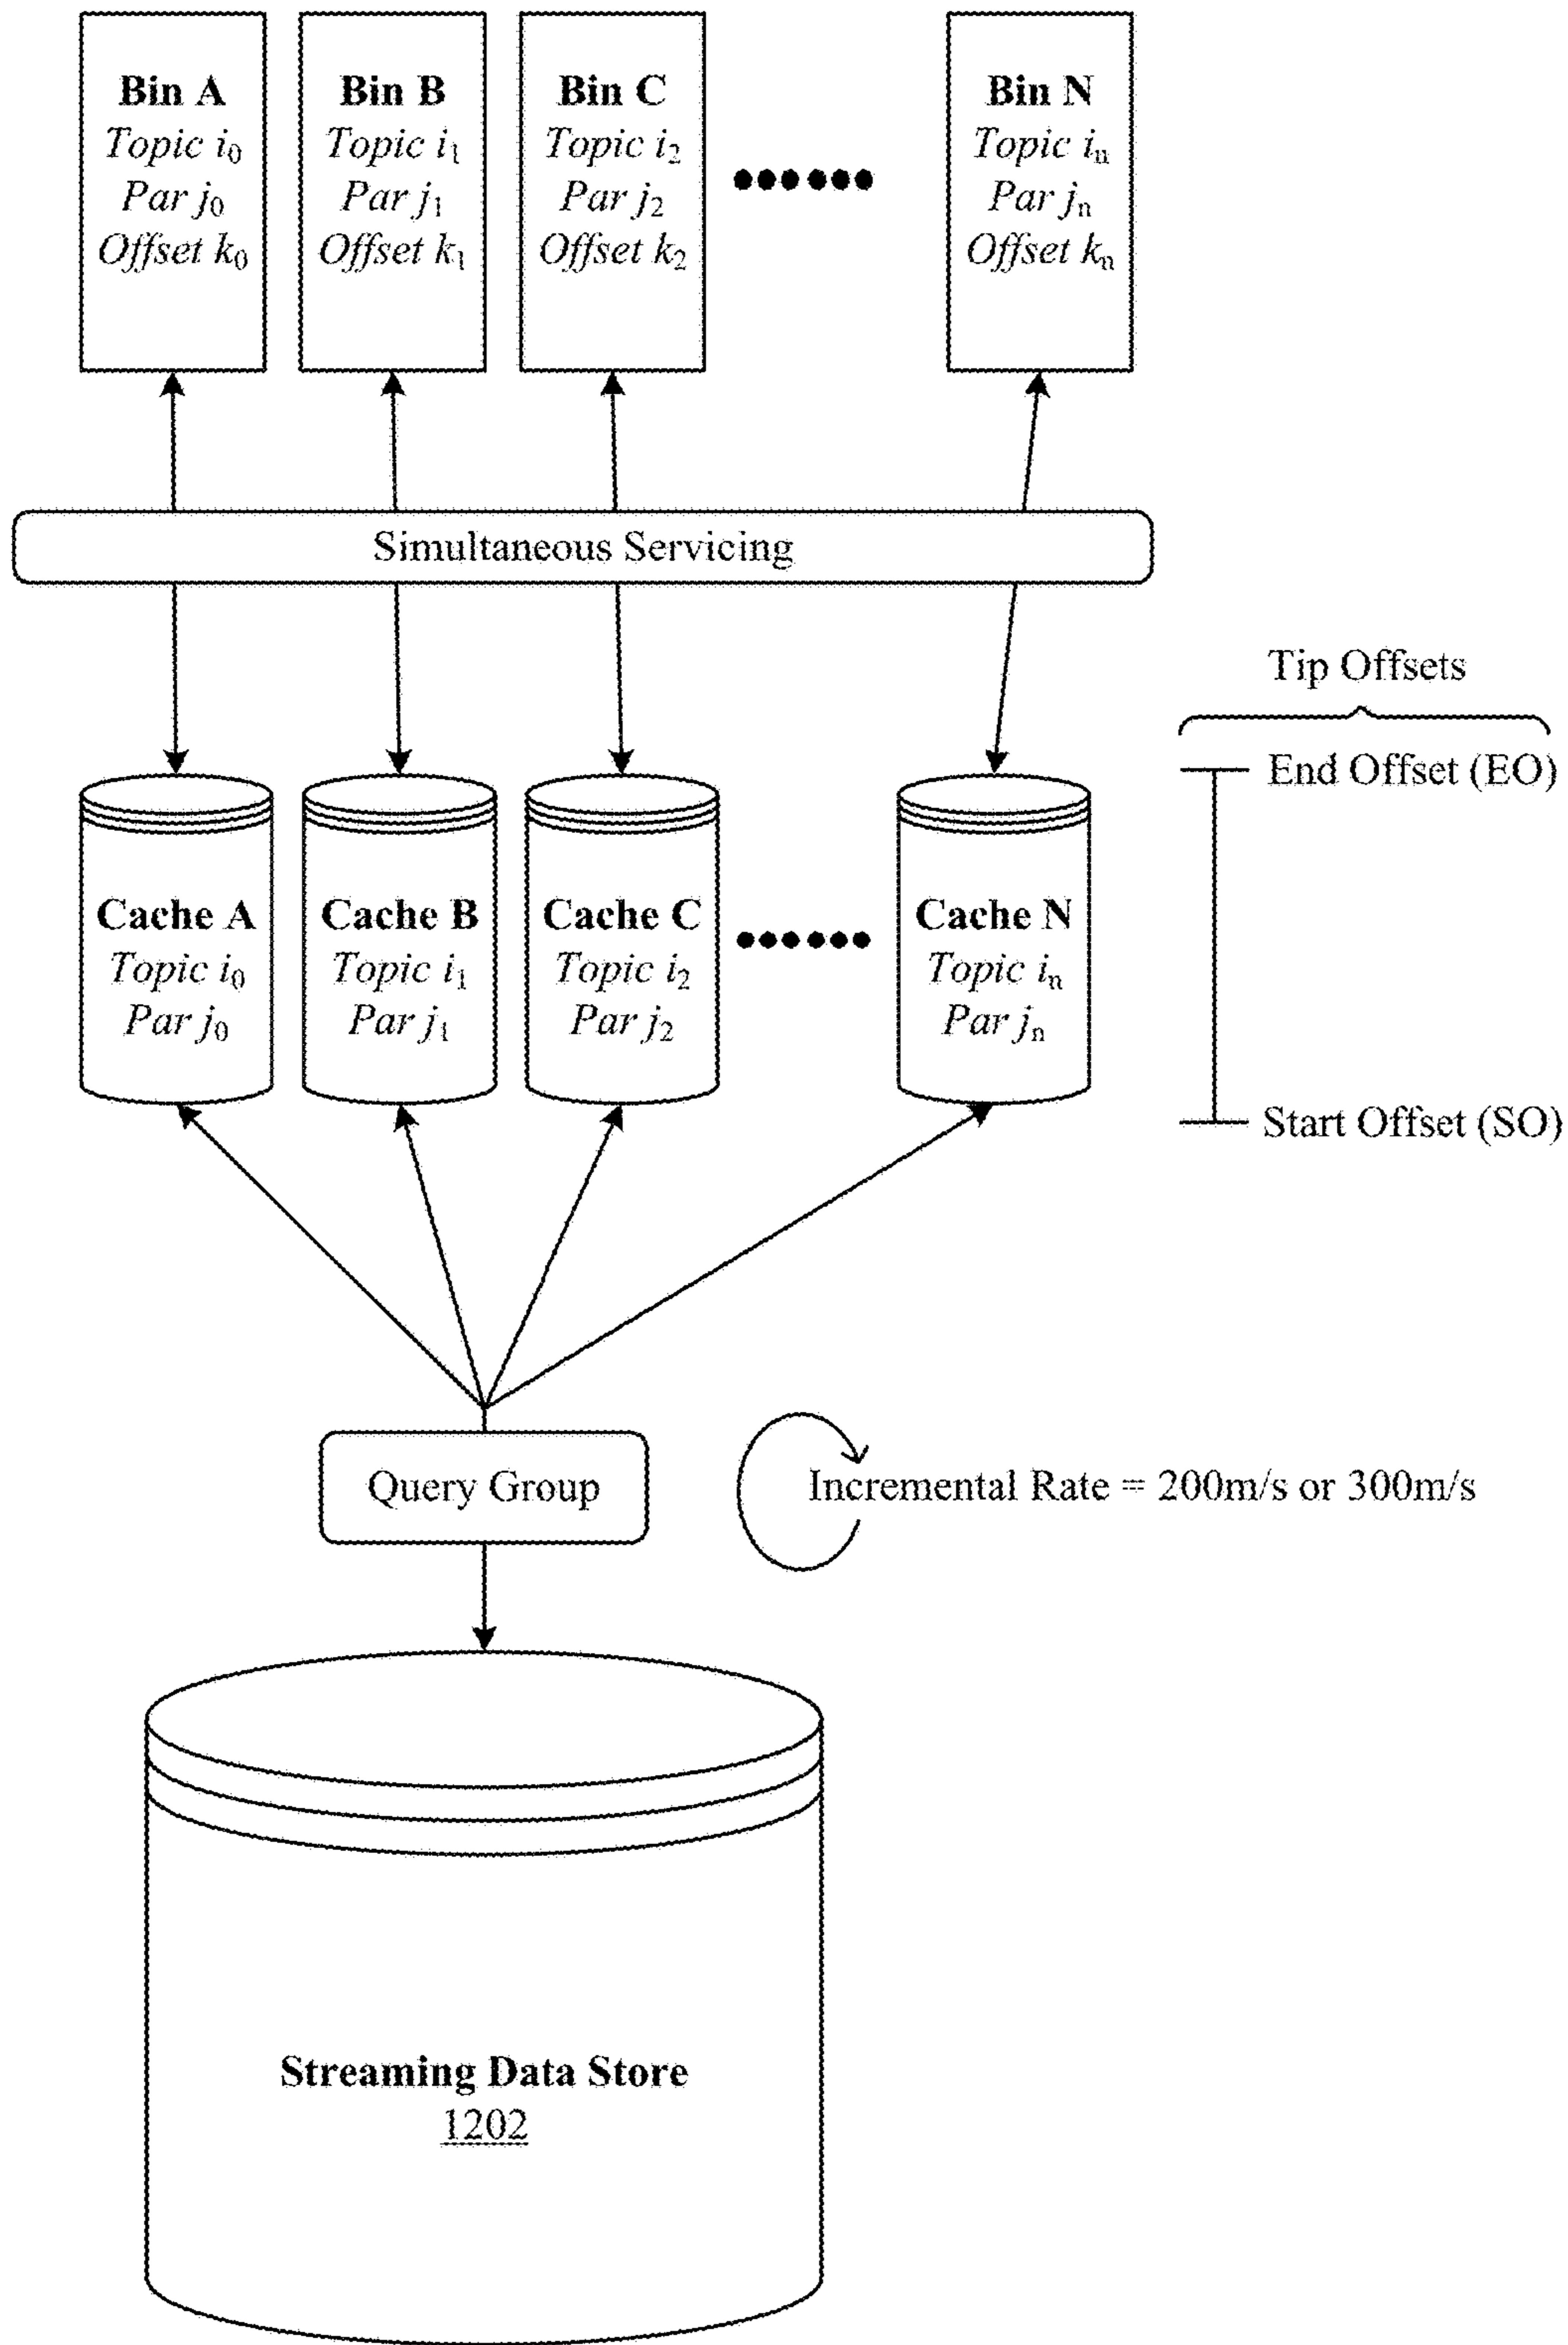 Bin A
Topic i₀
Par j₀
Offset k₀
Bin B
Topic i₁
Par j₁
Offset k₁
Bin C
Topic i₂
Par j₂
Offset k₂
Bin N
Topic iₙ
Par jₙ
Offset kₙ
Simultaneous Servicing
Tip Offsets
End Offset (EO)
Cache A
Topic i₀
Par j₀
Cache B
Topic i₁
Par j₁
Cache C
Topic i₂
Par j₂
Cache N
Topic iₙ
Par jₙ
Start Offset (SO)
Query Group
Incremental Rate = 200m/s or 300m/s
Streaming Data Store
1202